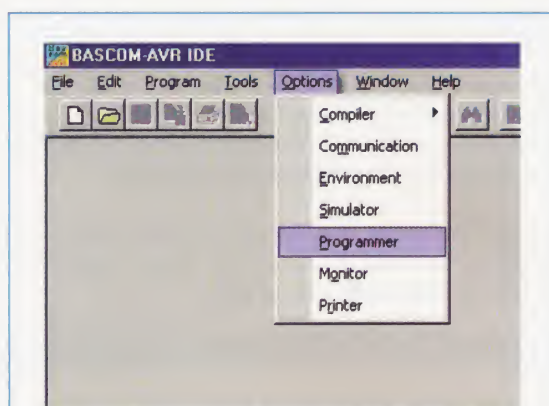 BASCOM-AVR IDE
File Edit Program Tools Options Window Help
Compiler
Communication
Environment
Simulator
Programmer
Monitor
Printer